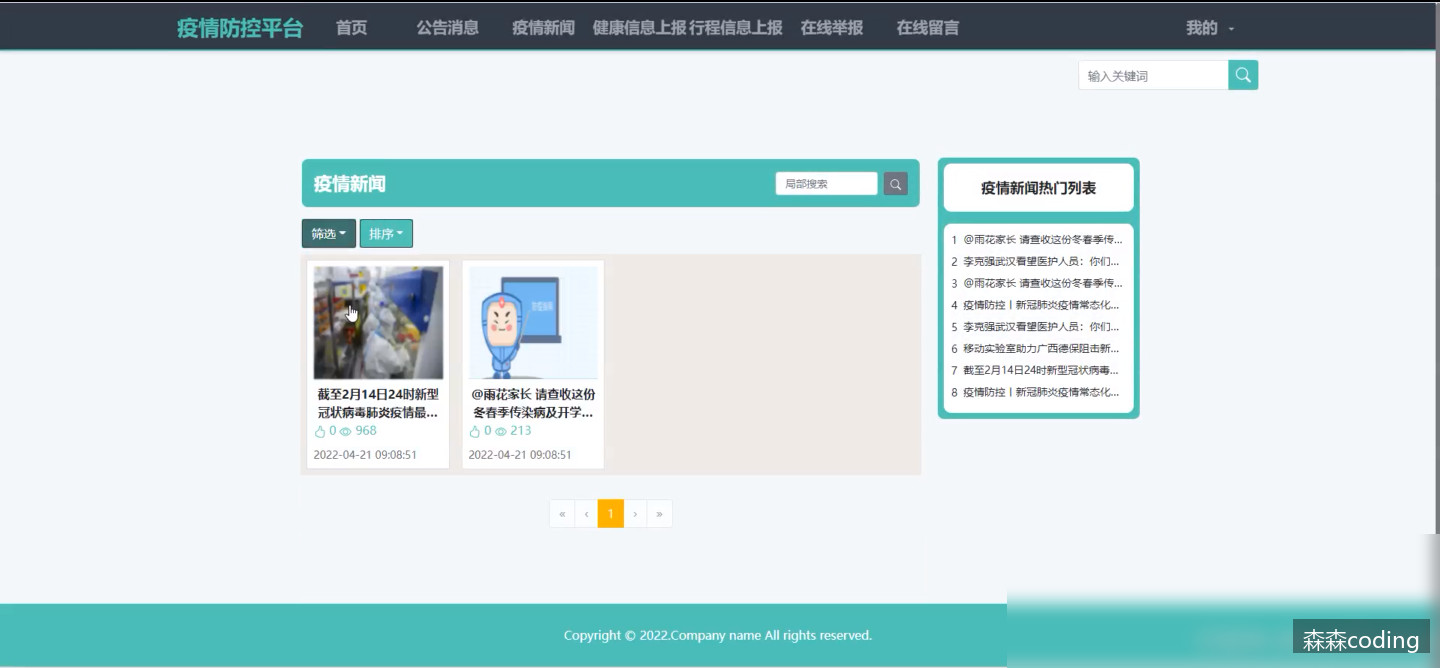 疫情防控平台 首页 公告消息 疫情新闻 健康信息上报 行程信息上报 在线举报 在线留言 我的
输入关键词
疫情新闻
局部搜索
筛选 排序
截至2月14日24时新型
冠状病毒肺炎疫情最...
0 968
2022-04-21 09:08:51
@雨花家长 请查收这份
冬春季传染病及开学...
0 213
2022-04-21 09:08:51
« ‹ 1 › »
疫情新闻热门列表
1 @雨花家长 请查收这份冬春季传...
2 李克强武汉看望医护人员：你们...
3 @雨花家长 请查收这份冬春季传...
4 疫情防控丨新冠肺炎疫情常态化...
5 李克强武汉看望医护人员：你们...
6 移动实验室助力广西德保阻击新...
7 截至2月14日24时新型冠状病毒...
8 疫情防控丨新冠肺炎疫情常态化...
Copyright © 2022.Company name All rights reserved.
森森coding